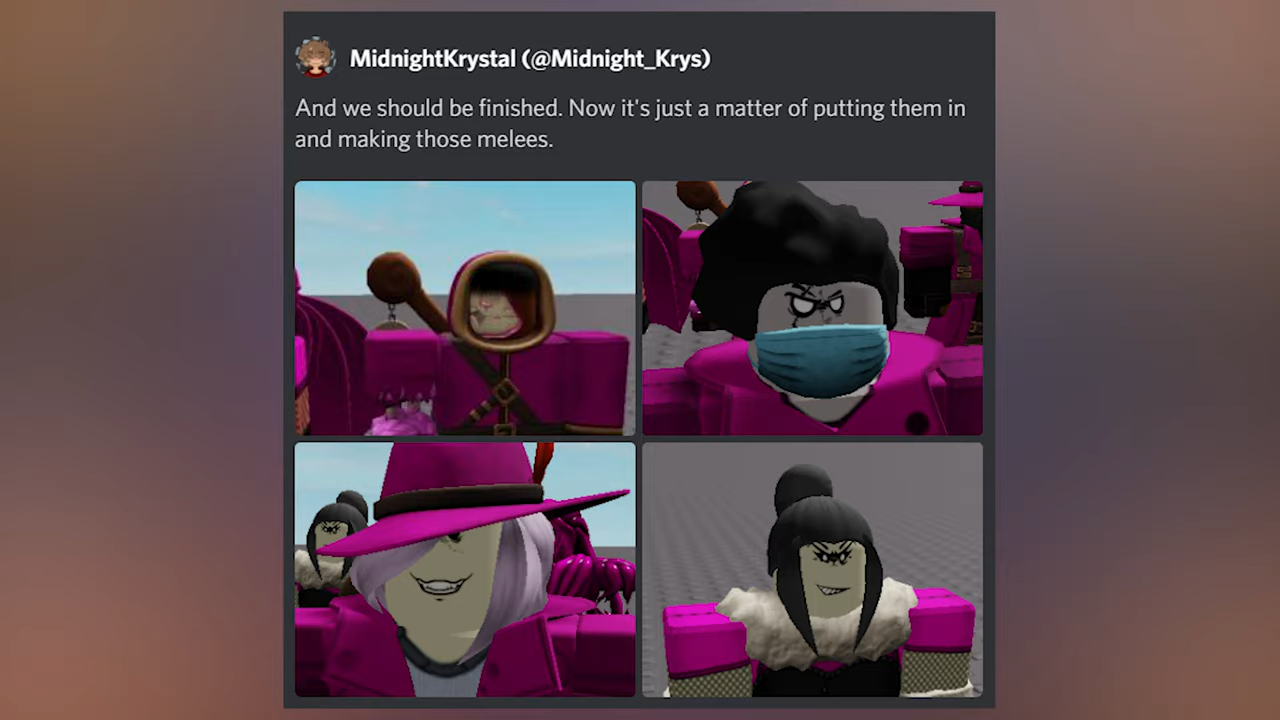 MidnightKrystal (@Midnight_Krys)
And we should be finished. Now it's just a matter of putting them in
and making those melees.